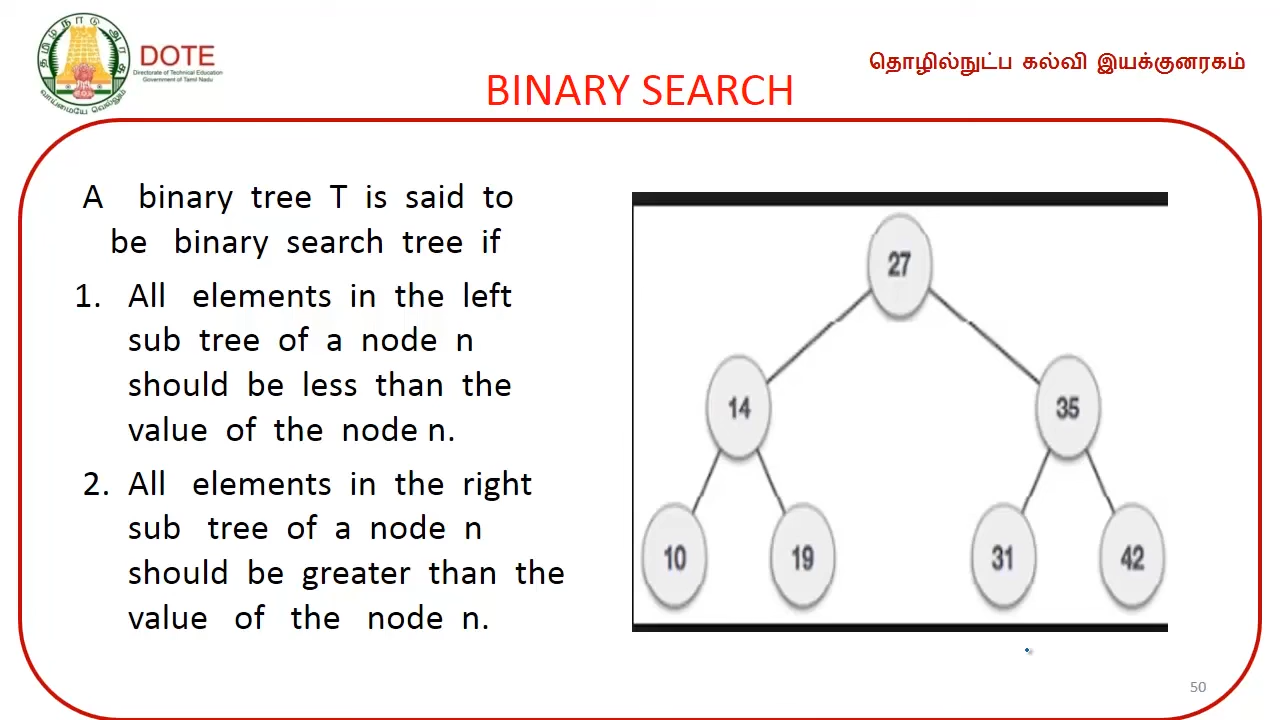 தமிழ்நாடு அரசு
வாய்மையே வெல்லும்
DOTE
Directorate of Technical Education
Government of Tamil Nadu
தொழில்நுட்ப கல்வி இயக்குனரகம்
BINARY SEARCH
A binary tree T is said to
be binary search tree if
1. All elements in the left
sub tree of a node n
should be less than the
value of the node n.
2. All elements in the right
sub tree of a node n
should be greater than the
value of the node n.
27
14 35
10 19 31 42
50